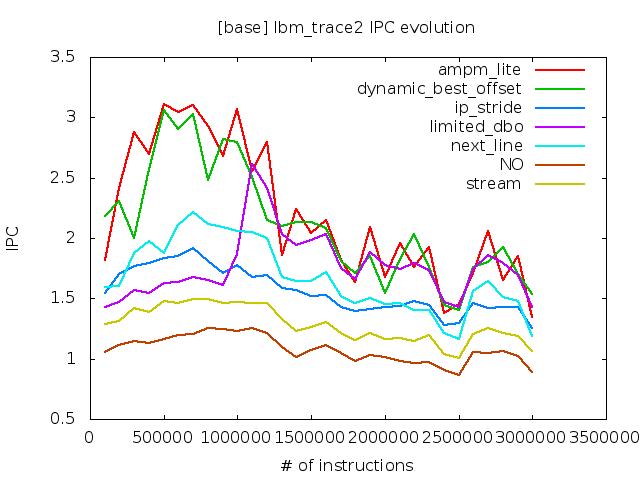 [base] lbm_trace2 IPC evolution
3.5
3
2.5
2
1.5
1
0.5
IPC
ampm_lite
dynamic_best_offset
ip_stride
limited_dbo
next_line
NO
stream
0 500000 1000000 1500000 2000000 2500000 3000000 3500000
# of instructions